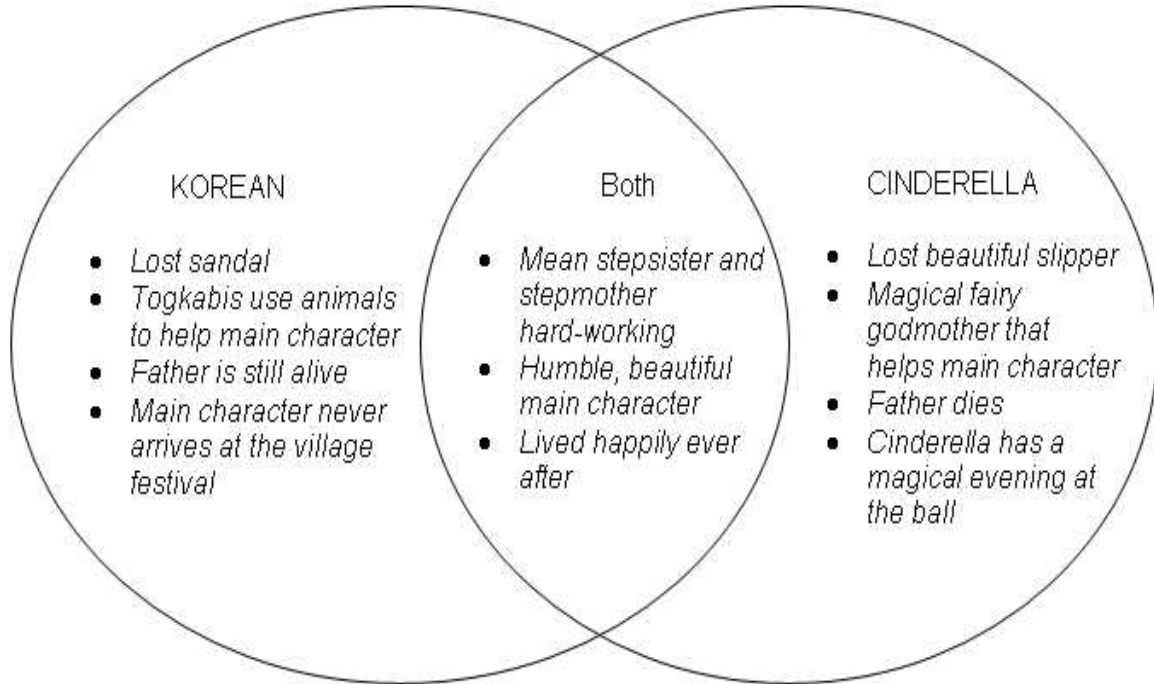 KOREAN
• Lost sandal
• Togkabis use animals
to help main character
• Father is still alive
• Main character never
arrives at the village
festival
Both
• Mean stepsister and
stepmother
hard-working
• Humble, beautiful
main character
• Lived happily ever
after
CINDERELLA
• Lost beautiful slipper
• Magical fairy
godmother that
helps main character
• Father dies
• Cinderella has a
magical evening at
the ball